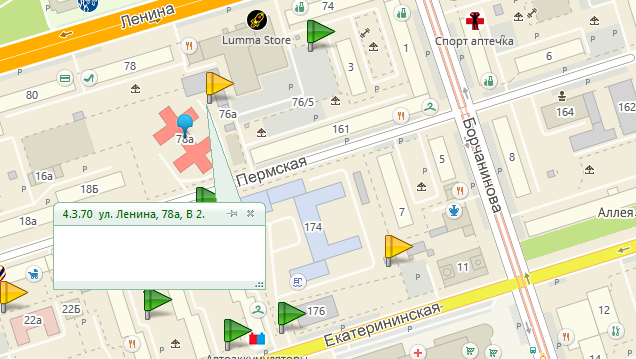 Ленина
74
Lumma Store
Спорт аптечка
78
80
3
6
76/5
76а
161
164
162
78а
Борчанинова
Пермская
5
8
16а
18Б
18а
7
174
Аллея
4.3.70 ул. Ленина, 78а, В 2.
11
22а
22Б
176
12
Екатерининская
Автоаккумуляторы